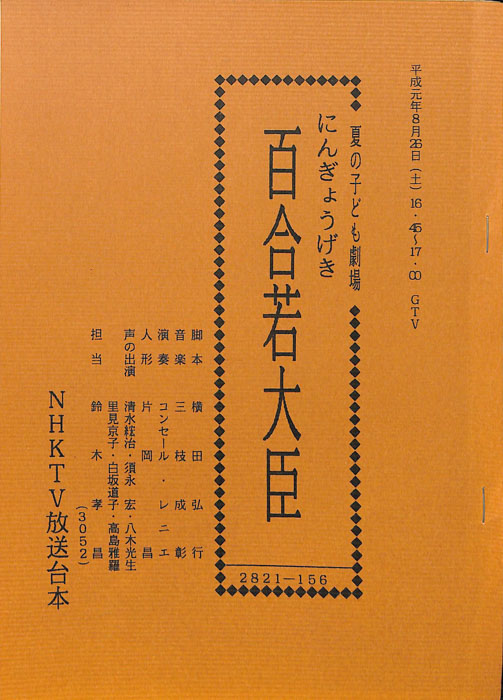 平成元年8月26日（土）16・45〜17・00　GTV
夏の子ども劇場
にんぎょうげき
百合若大臣
2821―156
脚本　横田弘行
音楽　三枝成彰
演奏　コンセール・レニエ
人形　片岡昌
声の出演　清水紘治・須永宏・八木光生
里見京子・白坂道子・高島雅羅
担当　鈴木孝昌
（3052）
NHKTV放送台本